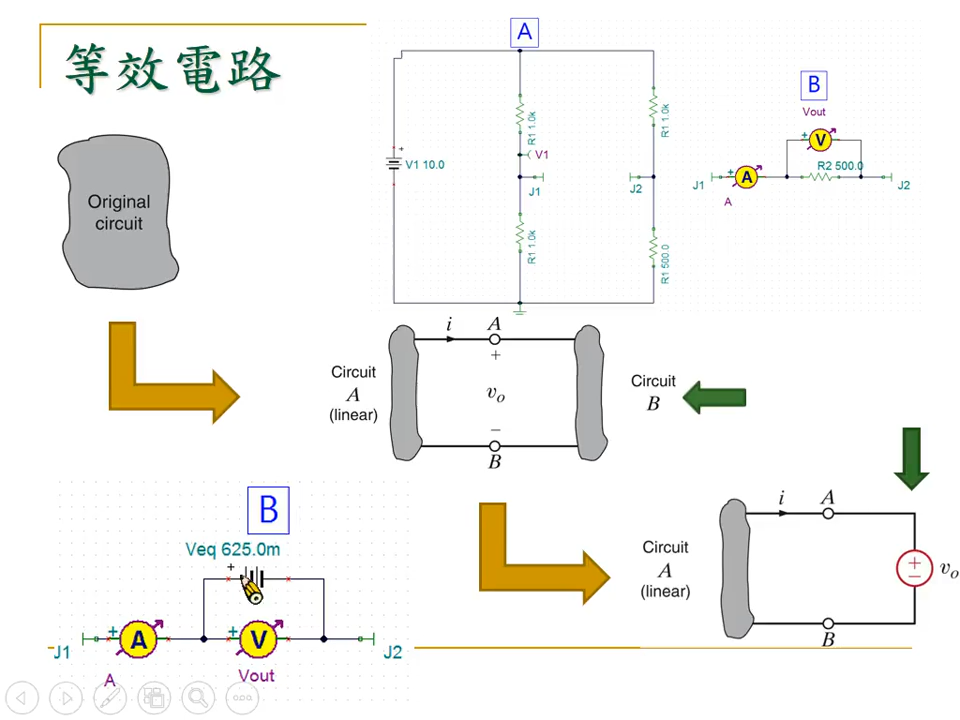 等效電路
Original
circuit
A
V1 10.0
+
R1 1.0k
V1
J1
R1 1.0k
R1 1.0k
J2
R1 500.0
B
Vout
+
V
R2 500.0
J1
+
A
J2
A
i
A
+
Circuit
A
(linear)
vo
−
B
Circuit
B
B
Veq 625.0m
+
+
A
+
V
J1
J2
A
Vout
i
A
Circuit
A
(linear)
+
−
vo
B